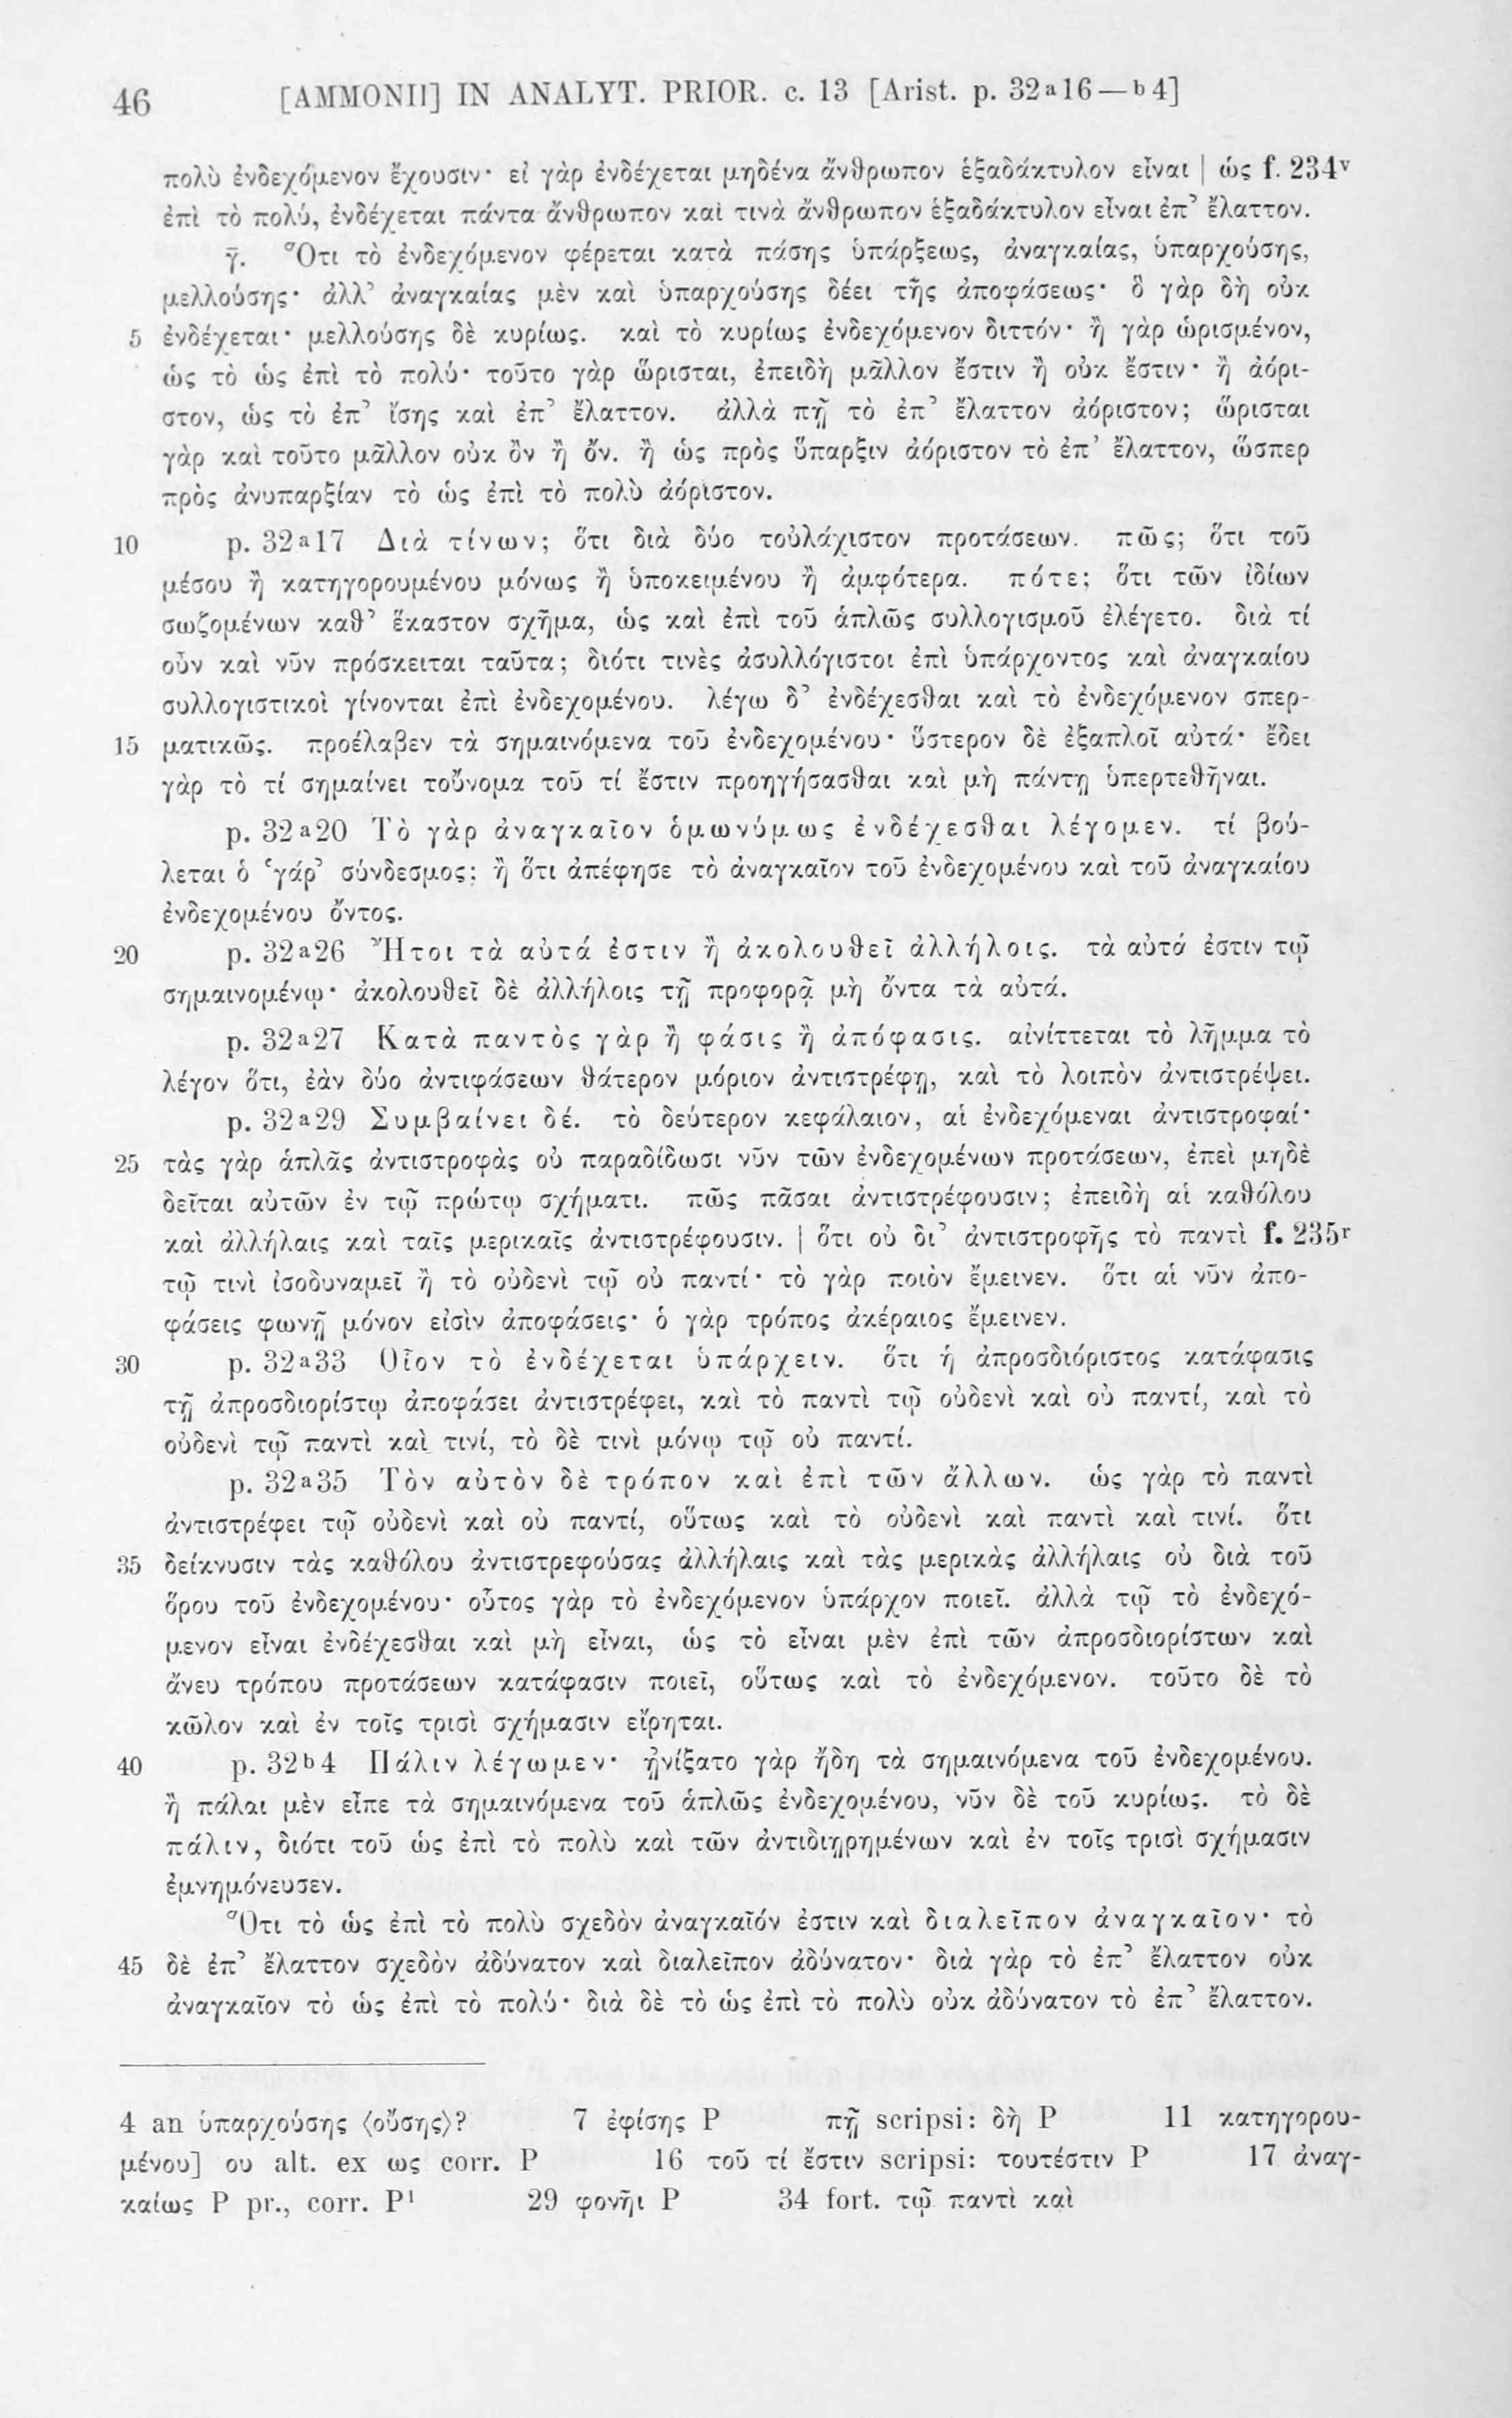 46 [AMMONII] IN ANALYT. PRIOR. c. 13 [Arist. p. 32a16—b4]
πολὺ ἐνδεχόμενον ἔχουσιν· εἰ γὰρ ἐνδέχεται μηδένα ἄνθρωπον ἑξαδάκτυλον εἶναι | ὡς f. 234v
ἐπὶ τὸ πολύ, ἐνδέχεται πάντα ἄνθρωπον καί τινὰ ἄνθρωπον ἑξαδάκτυλον εἶναι ἐπ’ ἔλαττον.
γ̄. Ὅτι τὸ ἐνδεχόμενον φέρεται κατὰ πάσης ὑπάρξεως, ἀναγκαίας, ὑπαρχούσης,
μελλούσης· ἀλλ’ ἀναγκαίας μὲν καὶ ὑπαρχούσης δέει τῆς ἀποφάσεως· ὃ γὰρ δὴ οὐκ
5 ἐνδέχεται· μελλούσης δὲ κυρίως. καὶ τὸ κυρίως ἐνδεχόμενον διττόν· ἢ γὰρ ὡρισμένον,
ὡς τὸ ὡς ἐπὶ τὸ πολύ· τοῦτο γὰρ ὥρισται, ἐπειδὴ μᾶλλον ἔστιν ἢ οὐκ ἔστιν· ἢ ἀόρι-
στον, ὡς τὸ ἐπ’ ἴσης καὶ ἐπ’ ἔλαττον. ἀλλὰ πῇ τὸ ἐπ’ ἔλαττον ἀόριστον; ὥρισται
γὰρ καὶ τοῦτο μᾶλλον οὐκ ὂν ἢ ὄν. ἢ ὡς πρὸς ὕπαρξιν ἀόριστον τὸ ἐπ’ ἔλαττον, ὥσπερ
πρὸς ἀνυπαρξίαν τὸ ὡς ἐπὶ τὸ πολὺ ἀόριστον.
10 p. 32a17 Διὰ τίνων; ὅτι διὰ δύο τοὐλάχιστον προτάσεων. πῶς; ὅτι τοῦ
μέσου ἢ κατηγορουμένου μόνως ἢ ὑποκειμένου ἢ ἀμφότερα. πότε; ὅτι τῶν ἰδίων
σωζομένων καθ’ ἕκαστον σχῆμα, ὡς καὶ ἐπὶ τοῦ ἁπλῶς συλλογισμοῦ ἐλέγετο. διὰ τί
οὖν καὶ νῦν πρόσκειται ταῦτα; διότι τινὲς ἀσυλλόγιστοι ἐπὶ ὑπάρχοντος καὶ ἀναγκαίου
συλλογιστικοὶ γίνονται ἐπὶ ἐνδεχομένου. λέγω δ’ ἐνδέχεσθαι καὶ τὸ ἐνδεχόμενον σπερ-
15 ματικῶς. προέλαβεν τὰ σημαινόμενα τοῦ ἐνδεχομένου· ὕστερον δὲ ἐξαπλοῖ αὐτά· ἔδει
γὰρ τὸ τί σημαίνει τοὔνομα τοῦ τί ἔστιν προηγήσασθαι καὶ μὴ πάντῃ ὑπερτεθῆναι.
p. 32a20 Τὸ γὰρ ἀναγκαῖον ὁμωνύμως ἐνδέχεσθαι λέγομεν. τί βού-
λεται ὁ ‘γάρ’ σύνδεσμος; ἢ ὅτι ἀπέφησε τὸ ἀναγκαῖον τοῦ ἐνδεχομένου καὶ τοῦ ἀναγκαίου
ἐνδεχομένου ὄντος.
20 p. 32a26 Ἤτοι τὰ αὐτά ἐστιν ἢ ἀκολουθεῖ ἀλλήλοις. τὰ αὐτά ἐστιν τῷ
σημαινομένῳ· ἀκολουθεῖ δὲ ἀλλήλοις τῇ προφορᾷ μὴ ὄντα τὰ αὐτά.
p. 32a27 Κατὰ παντὸς γὰρ ἢ φάσις ἢ ἀπόφασις. αἰνίττεται τὸ λῆμμα τὸ
λέγον ὅτι, ἐὰν δύο ἀντιφάσεων θάτερον μόριον ἀντιστρέφῃ, καὶ τὸ λοιπὸν ἀντιστρέψει.
p. 32a29 Συμβαίνει δέ. τὸ δεύτερον κεφάλαιον, αἱ ἐνδεχόμεναι ἀντιστροφαί·
25 τὰς γὰρ ἁπλᾶς ἀντιστροφὰς οὐ παραδίδωσι νῦν τῶν ἐνδεχομένων προτάσεων, ἐπεὶ μηδὲ
δεῖται αὐτῶν ἐν τῷ πρώτῳ σχήματι. πῶς πᾶσαι ἀντιστρέφουσιν; ἐπειδὴ αἱ καθόλου
καὶ ἀλλήλαις καὶ ταῖς μερικαῖς ἀντιστρέφουσιν. | ὅτι οὐ δι’ ἀντιστροφῆς τὸ παντὶ f. 235r
τῷ τινὶ ἰσοδυναμεῖ ἢ τὸ οὐδενὶ τῷ οὐ παντί· τὸ γὰρ ποιὸν ἔμεινεν. ὅτι αἱ νῦν ἀπο-
φάσεις φωνῇ μόνον εἰσὶν ἀποφάσεις· ὁ γὰρ τρόπος ἀκέραιος ἔμεινεν.
30 p. 32a33 Οἷον τὸ ἐνδέχεται ὑπάρχειν. ὅτι ἡ ἀπροσδιόριστος κατάφασις
τῇ ἀπροσδιορίστῳ ἀποφάσει ἀντιστρέφει, καὶ τὸ παντὶ τῷ οὐδενὶ καὶ οὐ παντί, καὶ τὸ
οὐδενὶ τῷ παντὶ καὶ τινί, τὸ δὲ τινὶ μόνῳ τῷ οὐ παντί.
p. 32a35 Τὸν αὐτὸν δὲ τρόπον καὶ ἐπὶ τῶν ἄλλων. ὡς γὰρ τὸ παντὶ
ἀντιστρέφει τῷ οὐδενὶ καὶ οὐ παντί, οὕτως καὶ τὸ οὐδενὶ καὶ παντὶ καὶ τινί. ὅτι
35 δείκνυσιν τὰς καθόλου ἀντιστρεφούσας ἀλλήλαις καὶ τὰς μερικὰς ἀλλήλαις οὐ διὰ τοῦ
ὅρου τοῦ ἐνδεχομένου· οὗτος γὰρ τὸ ἐνδεχόμενον ὑπάρχον ποιεῖ. ἀλλὰ τῷ τὸ ἐνδεχό-
μενον εἶναι ἐνδέχεσθαι καὶ μὴ εἶναι, ὡς τὸ εἶναι μὲν ἐπὶ τῶν ἀπροσδιορίστων καὶ
ἄνευ τρόπου προτάσεων κατάφασιν ποιεῖ, οὕτως καὶ τὸ ἐνδεχόμενον. τοῦτο δὲ τὸ
κῶλον καὶ ἐν τοῖς τρισὶ σχήμασιν εἴρηται.
40 p. 32b4 Πάλιν λέγωμεν· ᾐνίξατο γὰρ ἤδη τὰ σημαινόμενα τοῦ ἐνδεχομένου.
ἢ πάλαι μὲν εἶπε τὰ σημαινόμενα τοῦ ἁπλῶς ἐνδεχομένου, νῦν δὲ τοῦ κυρίως. τὸ δὲ
πάλιν, διότι τοῦ ὡς ἐπὶ τὸ πολὺ καὶ τῶν ἀντιδιῃρημένων καὶ ἐν τοῖς τρισὶ σχήμασιν
ἐμνημόνευσεν.
Ὅτι τὸ ὡς ἐπὶ τὸ πολὺ σχεδὸν ἀναγκαῖόν ἐστιν καὶ διαλεῖπον ἀναγκαῖον· τὸ
45 δὲ ἐπ’ ἔλαττον σχεδὸν ἀδύνατον καὶ διαλεῖπον ἀδύνατον· διὰ γὰρ τὸ ἐπ’ ἔλαττον οὐκ
ἀναγκαῖον τὸ ὡς ἐπὶ τὸ πολύ· διὰ δὲ τὸ ὡς ἐπὶ τὸ πολὺ οὐκ ἀδύνατον τὸ ἐπ’ ἔλαττον.
4 an ὑπαρχούσης ⟨οὔσης⟩? 7 ἐφίσης P πῇ scripsi: δὴ P 11 κατηγορου-
μένου] ου alt. ex ως corr. P 16 τοῦ τί ἔστιν scripsi: τουτέστιν P 17 ἀναγ-
καίως P pr., corr. P¹ 29 φονῆι P 34 fort. τῷ παντὶ καὶ